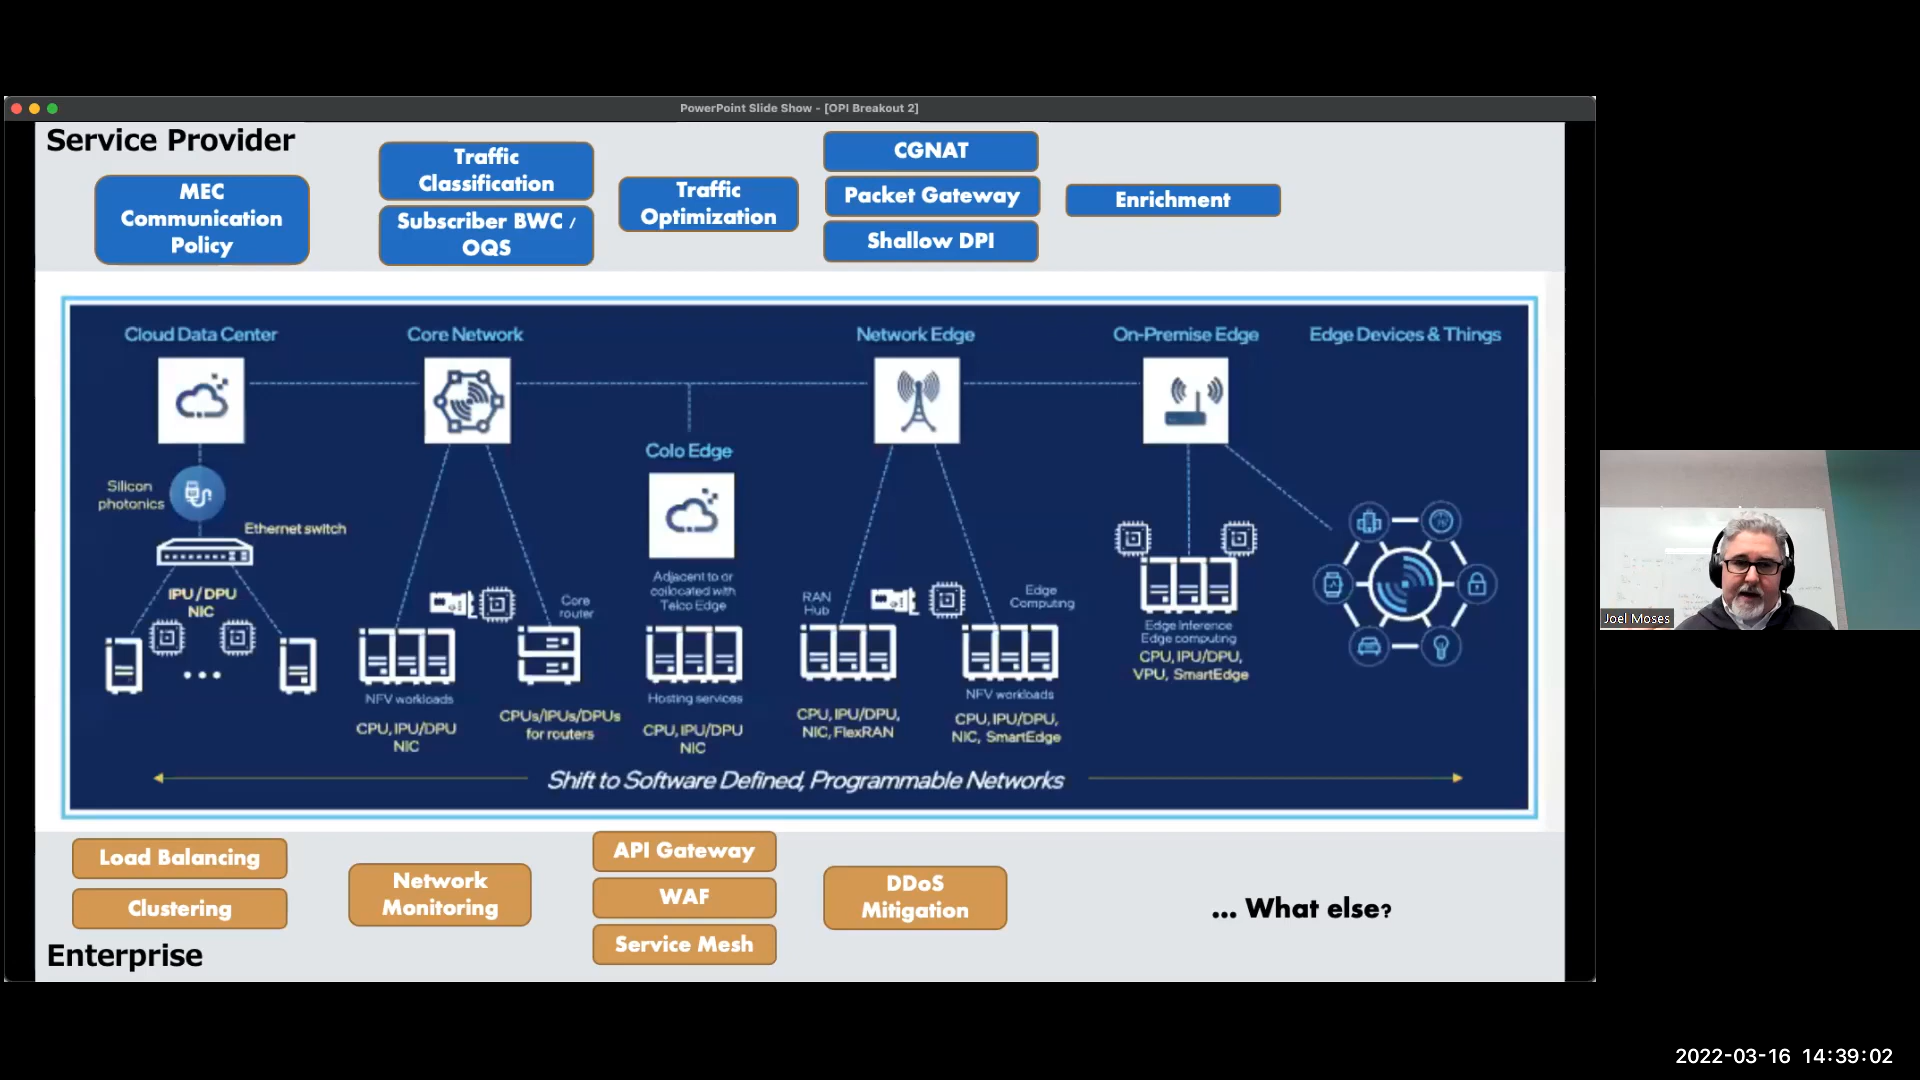 PowerPoint Slide Show - [OPI Breakout 2]
Service Provider
MEC
Communication
Policy
Traffic
Classification
Subscriber BWC /
OQS
Traffic
Optimization
CGNAT
Packet Gateway
Shallow DPI
Enrichment
Cloud Data Center
Core Network
Network Edge
On-Premise Edge
Edge Devices & Things
Colo Edge
Silicon
photonics
Ethernet switch
IPU / DPU
NIC
NFV workloads
CPU, IPU/DPU
NIC
Core
router
CPUs/IPUs/DPUs
for routers
Adjacent to or
collocated with
Telco Edge
Hosting services
CPU, IPU/DPU
NIC
RAN
Hub
CPU, IPU/DPU,
NIC, FlexRAN
Edge
Computing
NFV workloads
CPU, IPU/DPU,
NIC, SmartEdge
Edge Inference
Edge computing
CPU, IPU/DPU,
VPU, SmartEdge
Shift to Software Defined, Programmable Networks
Load Balancing
Clustering
Network
Monitoring
API Gateway
WAF
Service Mesh
DDoS
Mitigation
... What else?
Enterprise
Joel Moses
2022-03-16 14:39:02